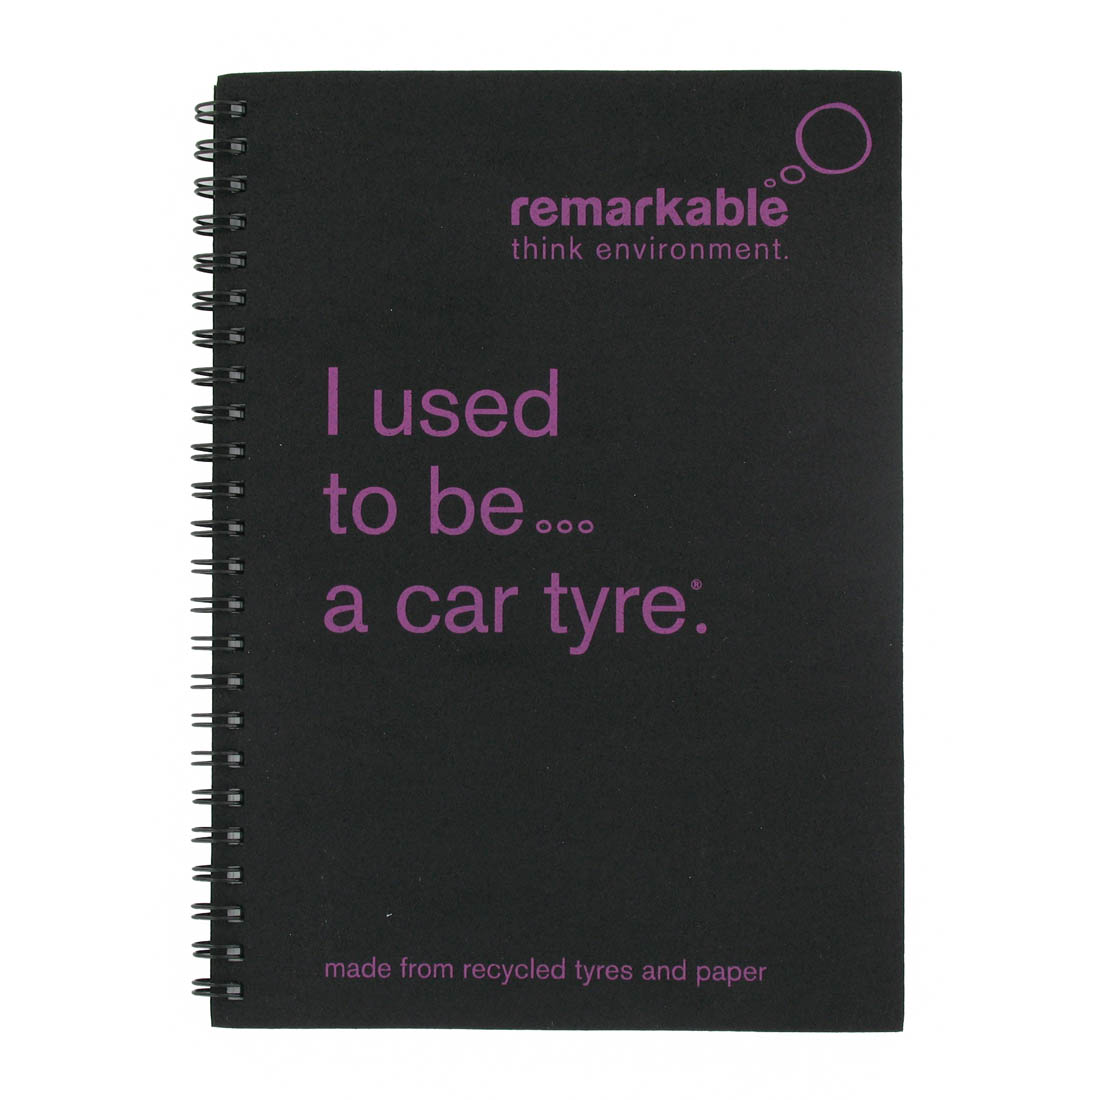 remarkable
think environment.
I used
to be...
a car tyre.®
made from recycled tyres and paper